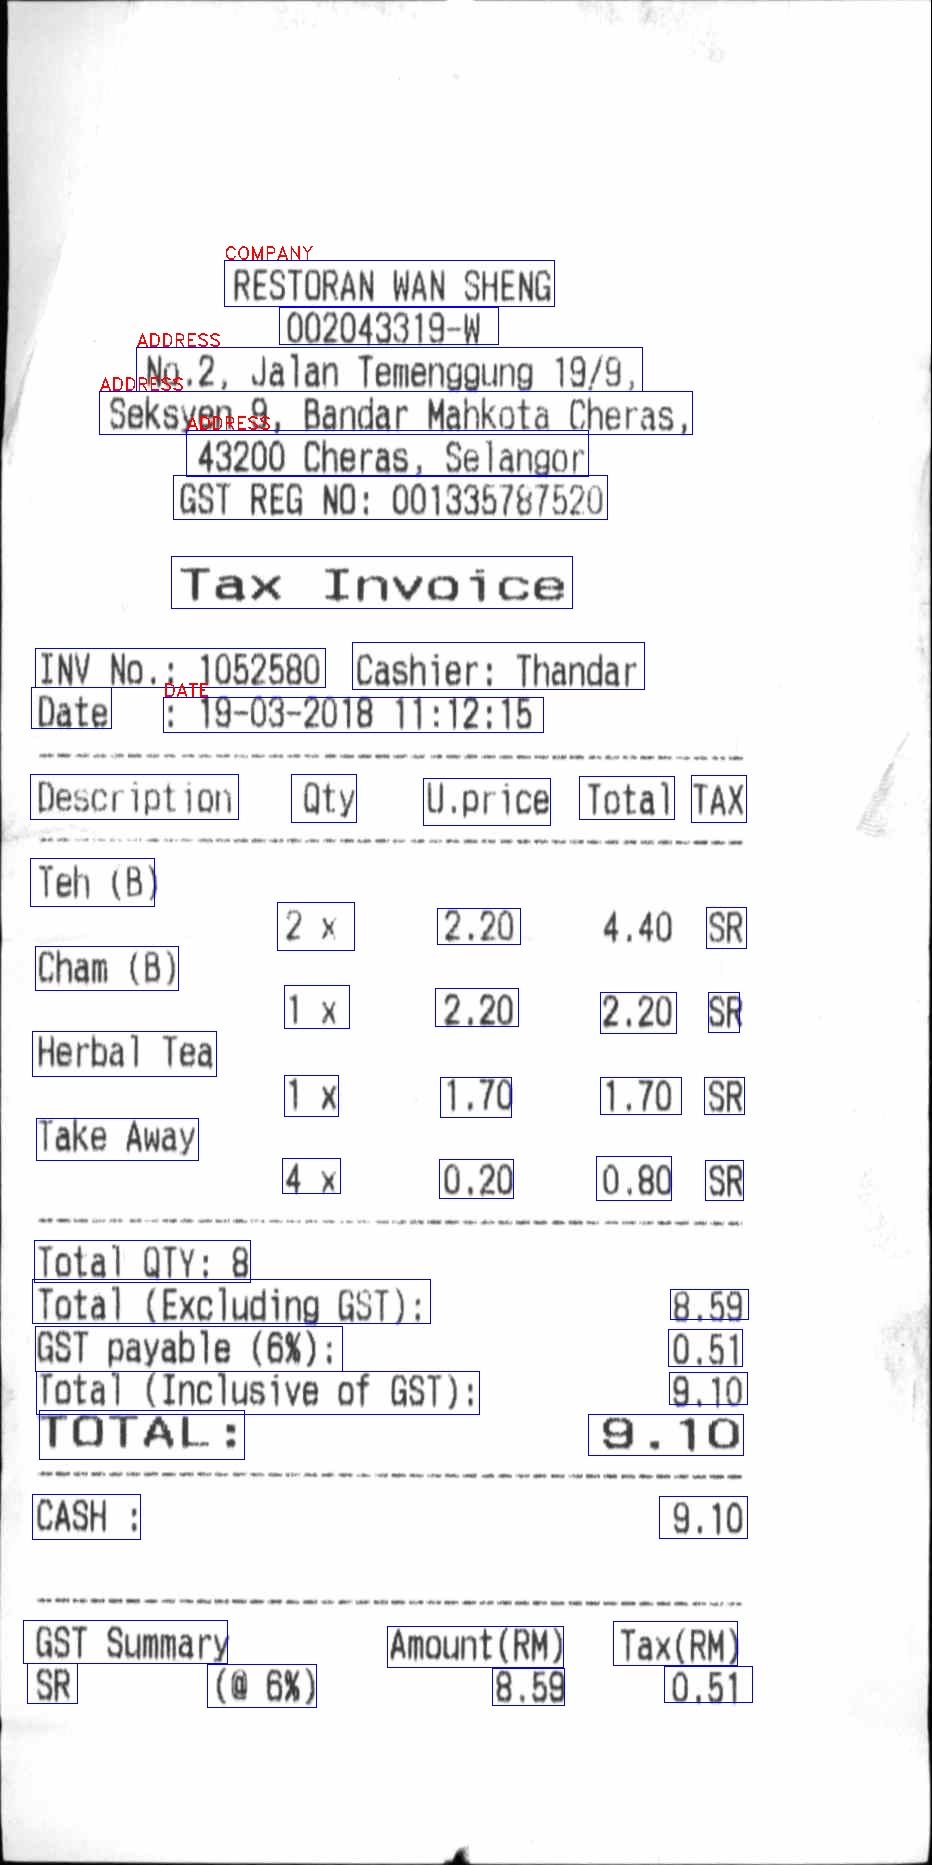 COMPANY
RESTORAN WAN SHENG
002043319-W
ADDRESS
No.2, Jalan Temenggung 19/9,
ADDRESS
Seksyen 9, Bandar Mahkota Cheras,
ADDRESS
43200 Cheras, Selangor
GST REG NO: 001335787520
Tax Invoice
INV No.: 1052580 Cashier: Thandar
DATE
Date : 19-03-2018 11:12:15
Description Qty U.price Total TAX
Teh (B)
2 x 2.20 4.40 SR
Cham (B)
1 x 2.20 2.20 SR
Herbal Tea
1 x 1.70 1.70 SR
Take Away
4 x 0.20 0.80 SR
Total QTY: 8
Total (Excluding GST): 8.59
GST payable (6%): 0.51
Total (Inclusive of GST): 9.10
TOTAL: 9.10
CASH : 9.10
GST Summary Amount(RM) Tax(RM)
SR (@ 6%) 8.59 0.51